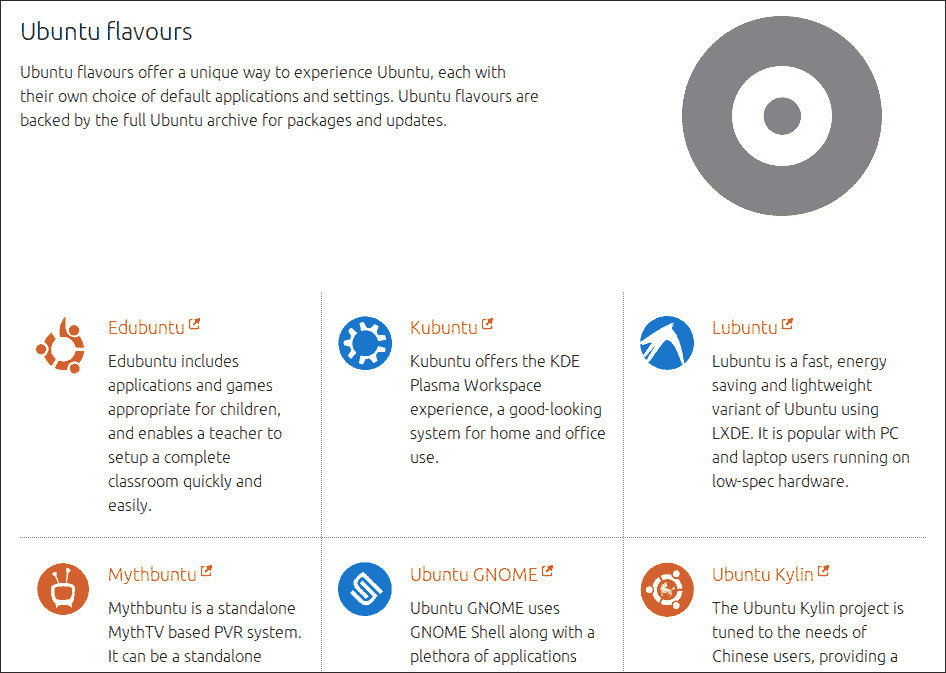 Ubuntu flavours
Ubuntu flavours offer a unique way to experience Ubuntu, each with
their own choice of default applications and settings. Ubuntu flavours are
backed by the full Ubuntu archive for packages and updates.
Edubuntu
Edubuntu includes
applications and games
appropriate for children,
and enables a teacher to
setup a complete
classroom quickly and
easily.
Kubuntu
Kubuntu offers the KDE
Plasma Workspace
experience, a good-looking
system for home and office
use.
Lubuntu
Lubuntu is a fast, energy
saving and lightweight
variant of Ubuntu using
LXDE. It is popular with PC
and laptop users running on
low-spec hardware.
Mythbuntu
Mythbuntu is a standalone
MythTV based PVR system.
It can be a standalone
Ubuntu GNOME
Ubuntu GNOME uses
GNOME Shell along with a
plethora of applications
Ubuntu Kylin
The Ubuntu Kylin project is
tuned to the needs of
Chinese users, providing a